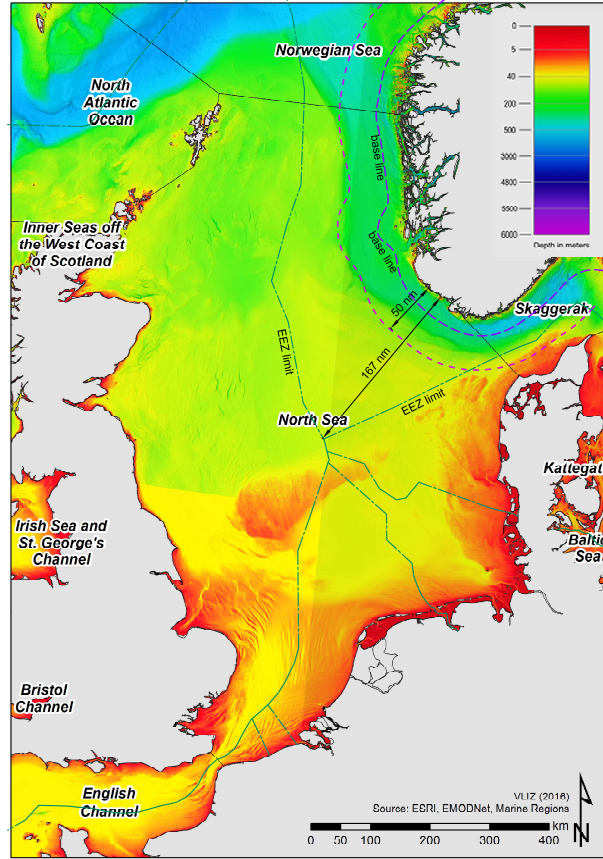 Norwegian Sea
North
Atlantic
Ocean
0
5
40
200
500
3000
4800
5500
6000
Depth in meters
base line
base line
Inner Seas off
the West Coast
of Scotland
50 nm
167 nm
Skaggerak
EEZ limit
EEZ limit
North Sea
Kattegat
Irish Sea and
St. George's
Channel
Baltic
Sea
Bristol
Channel
English
Channel
VLIZ (2016)
Source: ESRI, EMODNet, Marine Regions
km
0 50 100 200 300 400
N